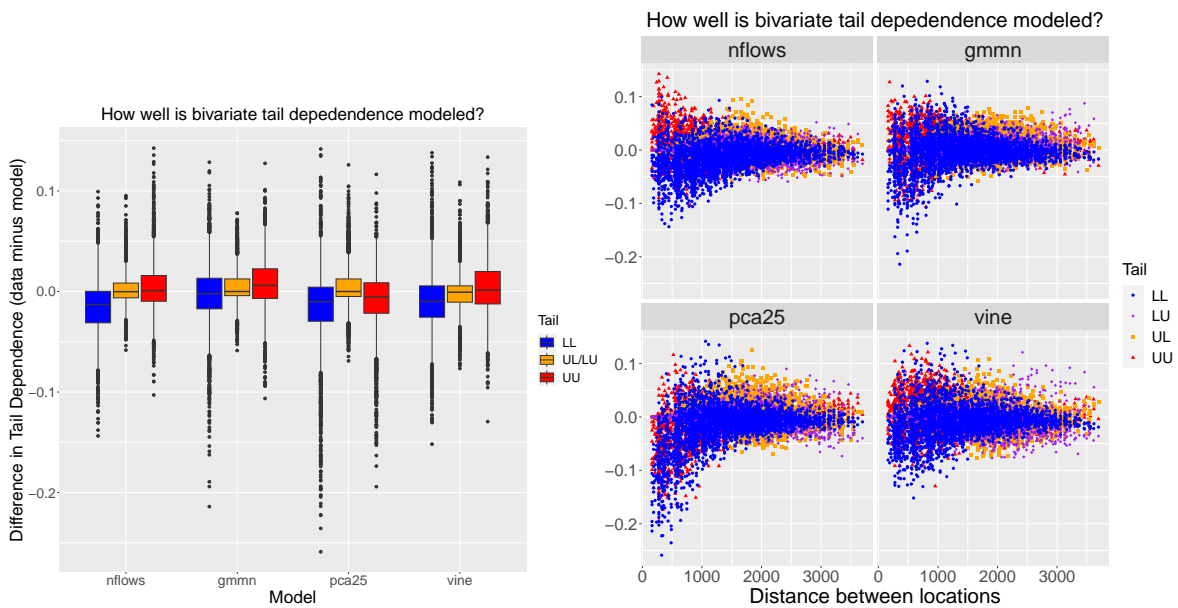 How well is bivariate tail depedendence modeled?
Difference in Tail Dependence (data minus model)
0.1
0.0
−0.1
−0.2
nflows gmmn pca25 vine
Model
Tail
LL
UL/LU
UU
How well is bivariate tail depedendence modeled?
nflows gmmn
0.1
0.0
−0.1
−0.2
pca25 vine
0.1
0.0
−0.1
−0.2
0 1000 2000 3000 0 1000 2000 3000
Distance between locations
Tail
LL
LU
UL
UU